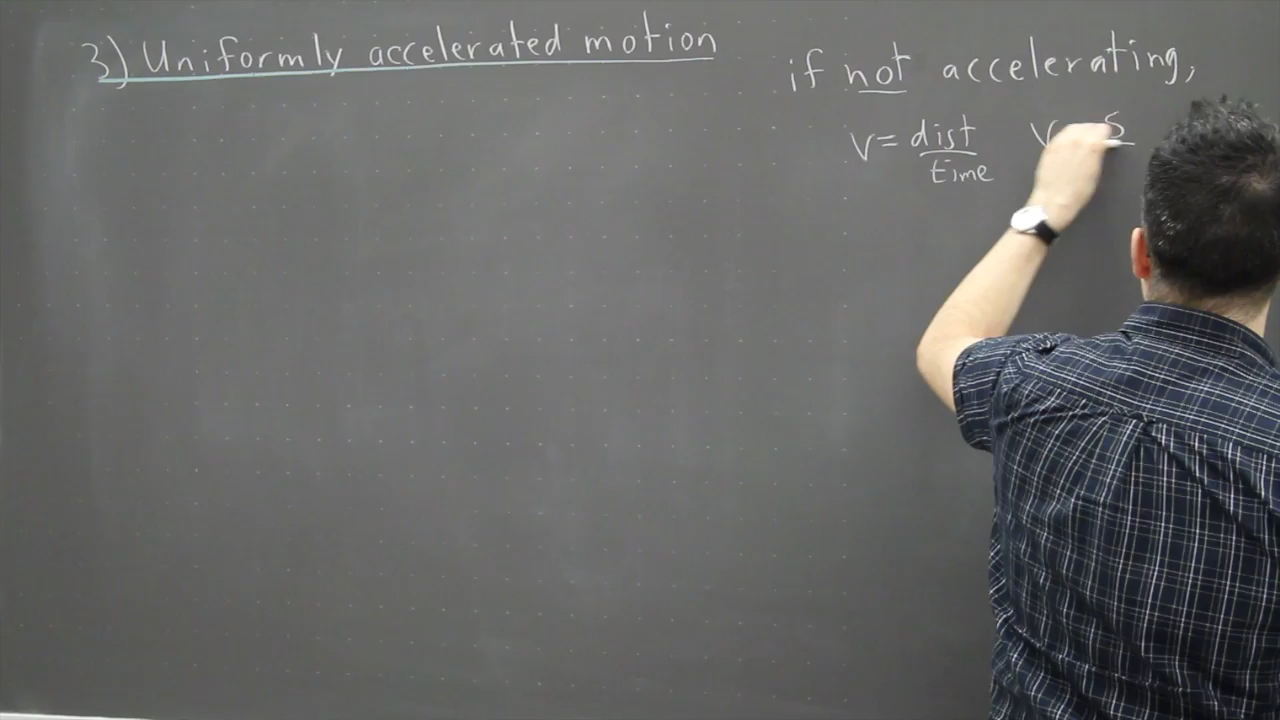 3) Uniformly accelerated motion
if not accelerating,
v = dist/time v = s